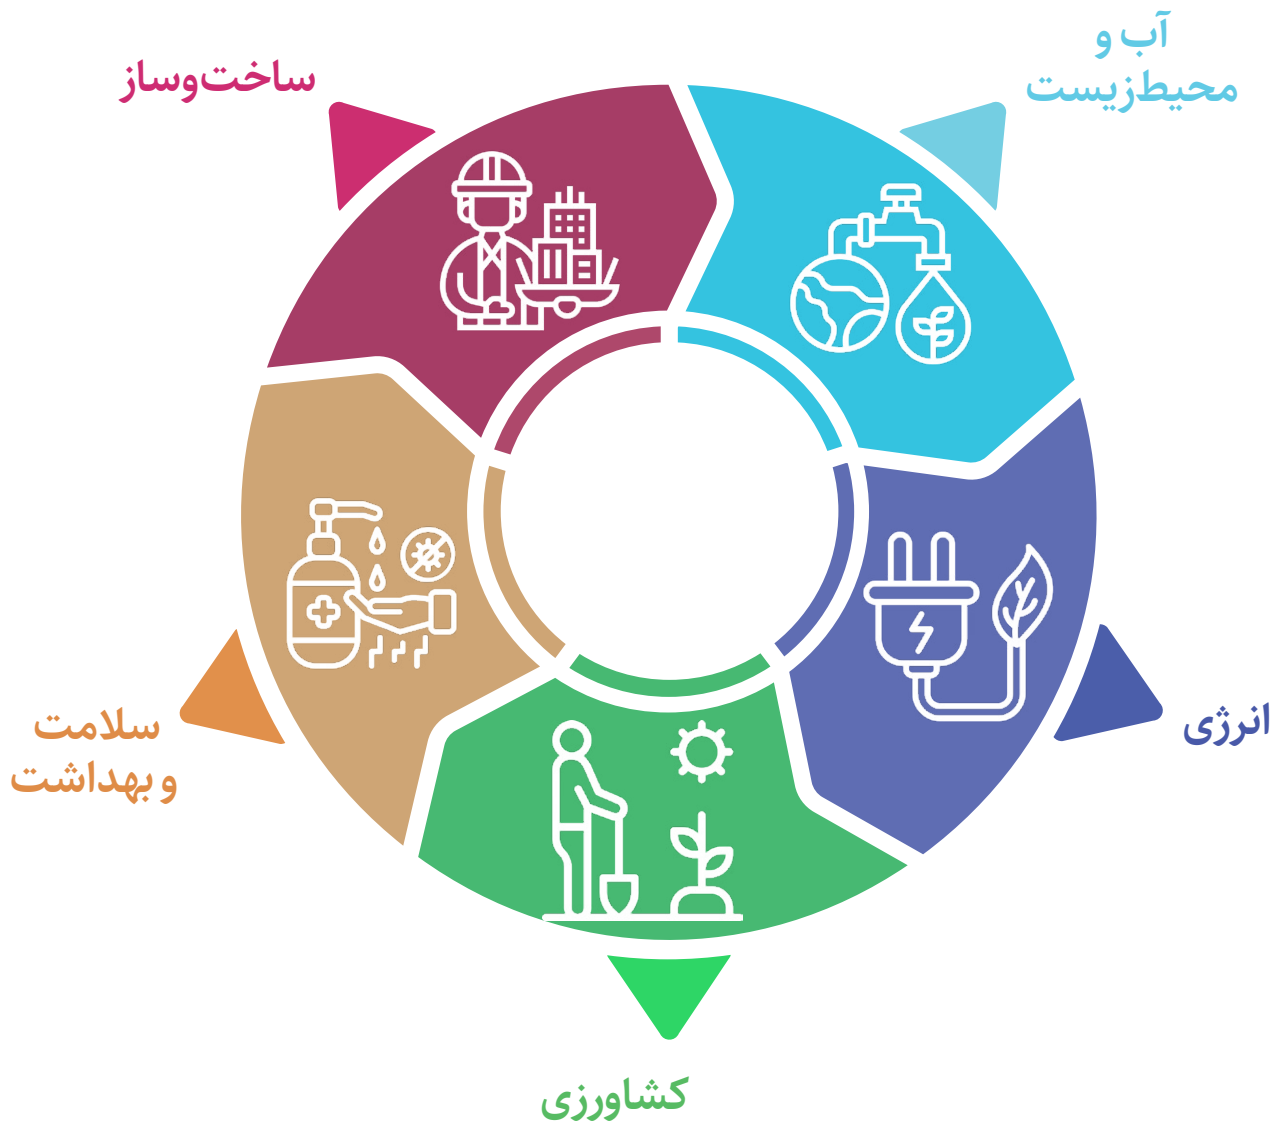 آب و
محیط‌زیست
ساخت‌وساز
انرژی
سلامت
و بهداشت
کشاورزی